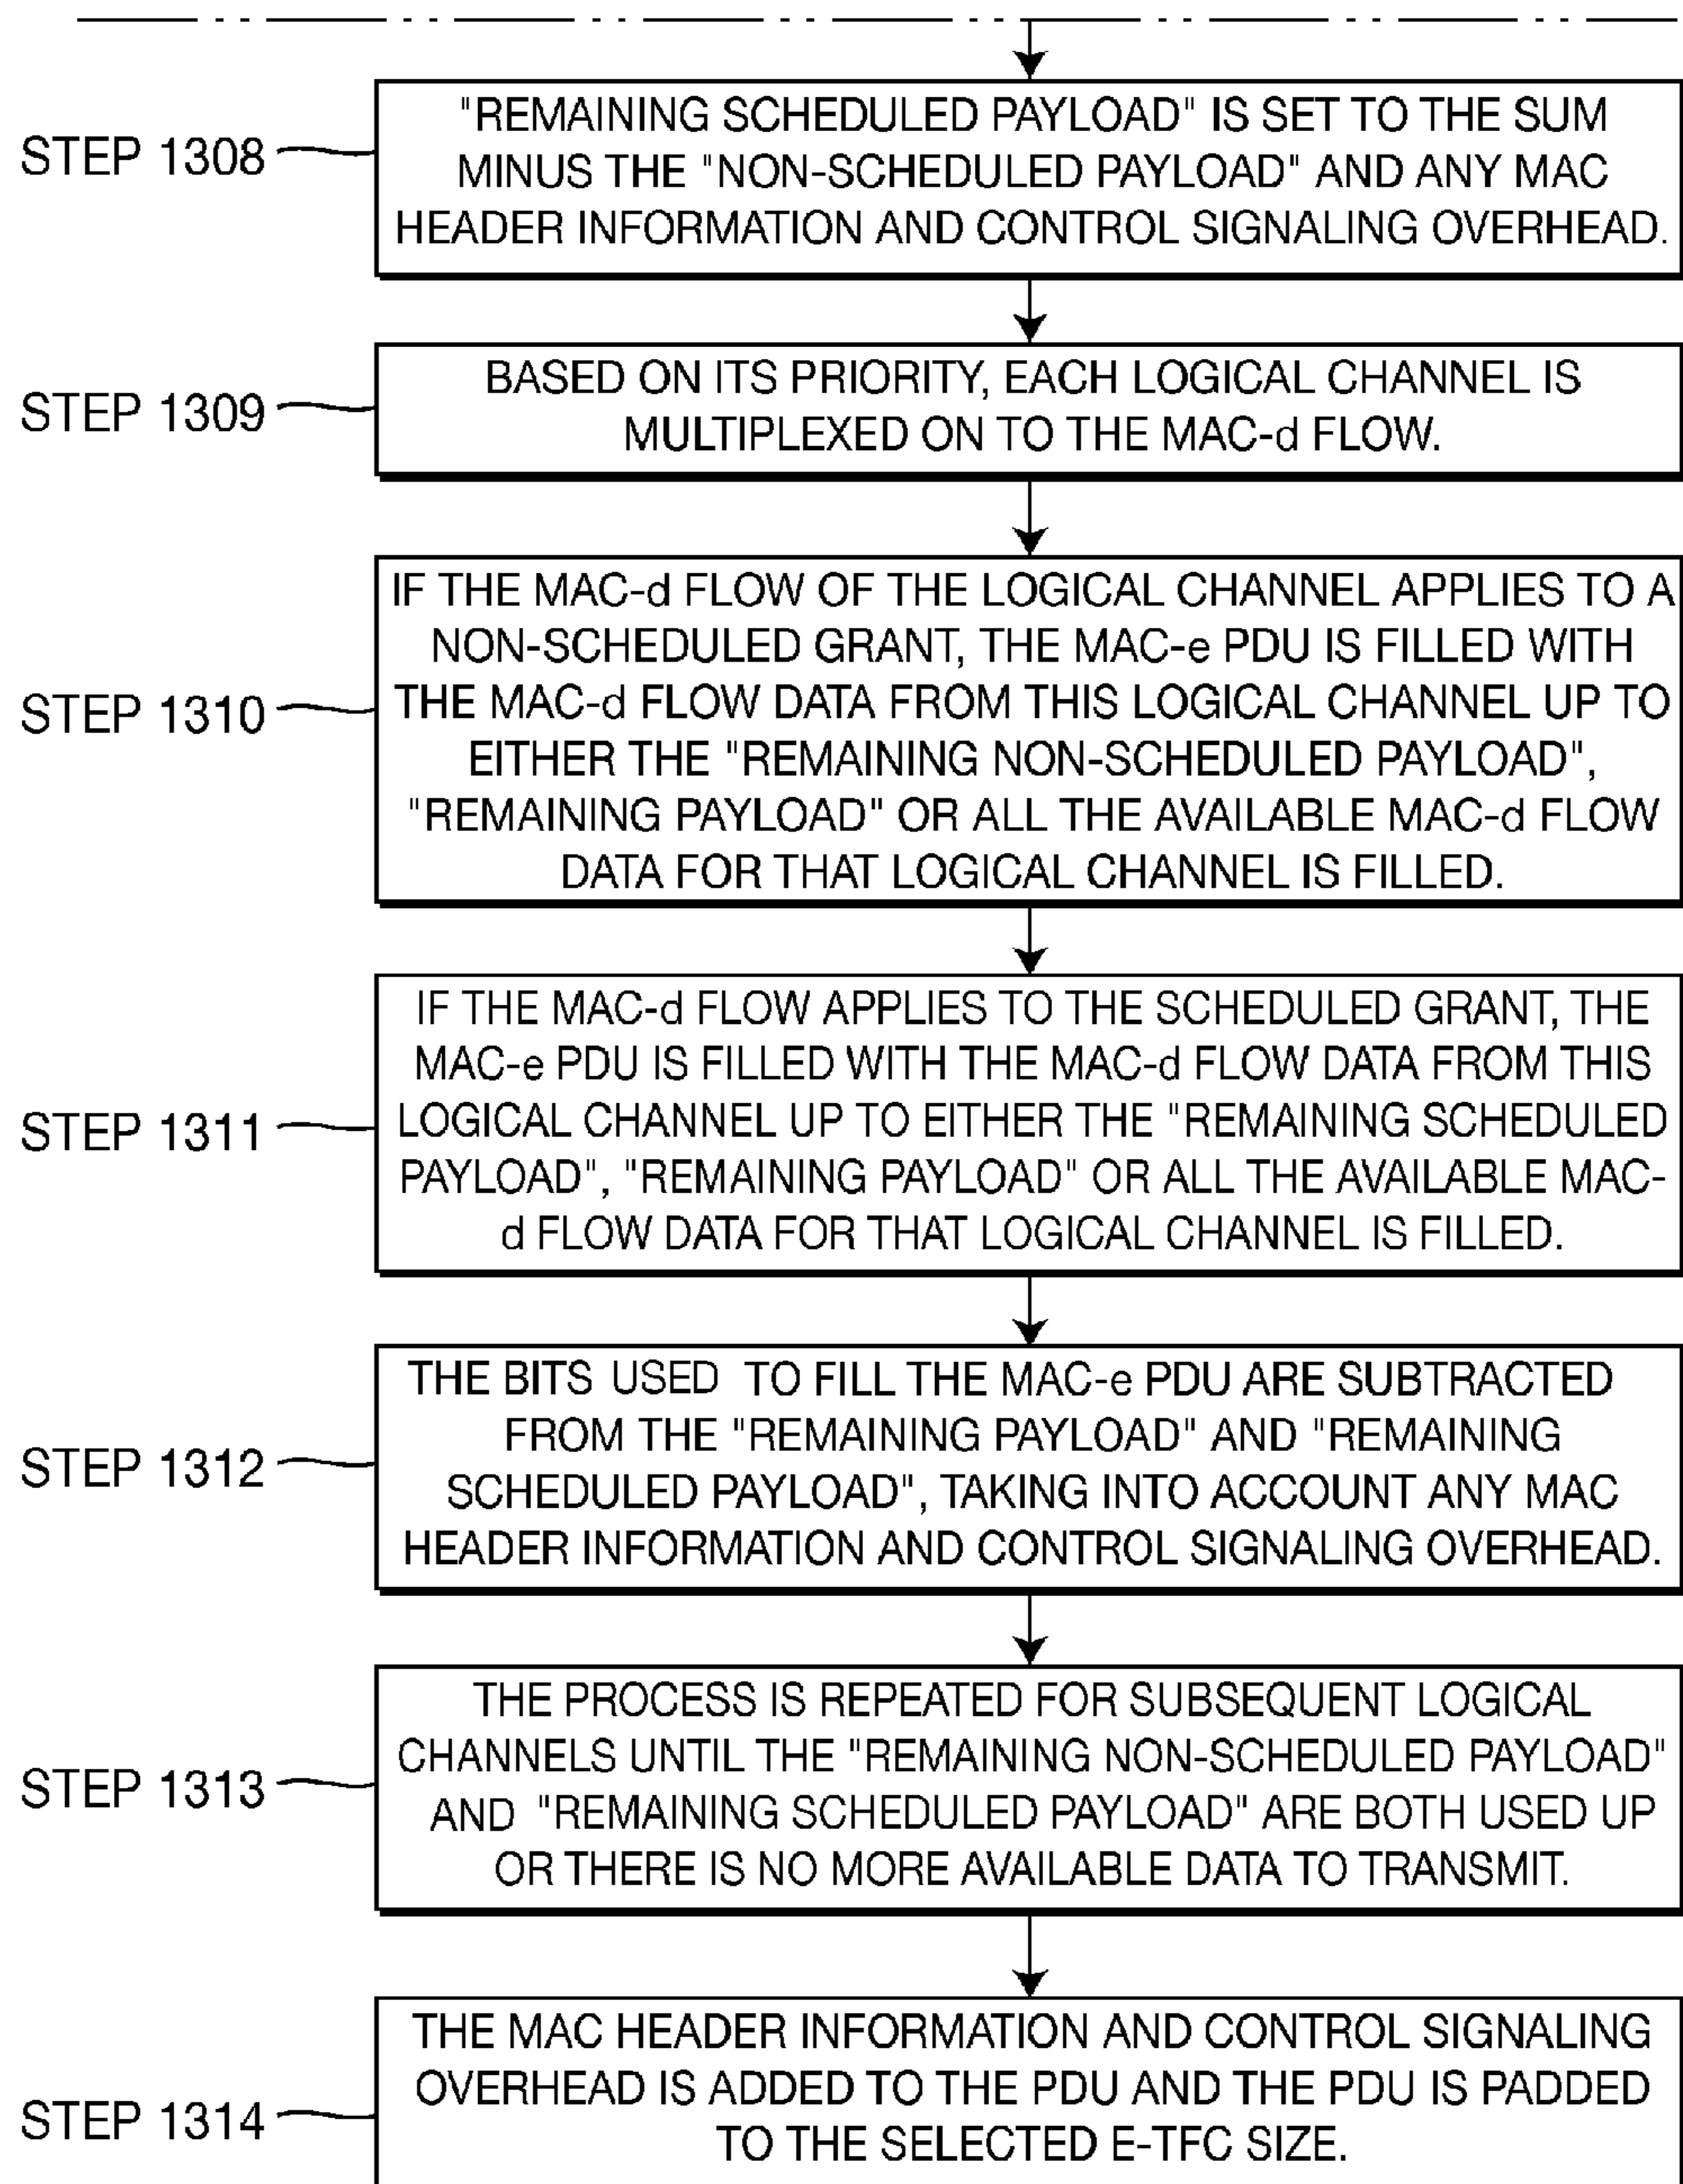 STEP 1308
"REMAINING SCHEDULED PAYLOAD" IS SET TO THE SUM
MINUS THE "NON-SCHEDULED PAYLOAD" AND ANY MAC
HEADER INFORMATION AND CONTROL SIGNALING OVERHEAD.
STEP 1309
BASED ON ITS PRIORITY, EACH LOGICAL CHANNEL IS
MULTIPLEXED ON TO THE MAC-d FLOW.
STEP 1310
IF THE MAC-d FLOW OF THE LOGICAL CHANNEL APPLIES TO A
NON-SCHEDULED GRANT, THE MAC-e PDU IS FILLED WITH
THE MAC-d FLOW DATA FROM THIS LOGICAL CHANNEL UP TO
EITHER THE "REMAINING NON-SCHEDULED PAYLOAD",
"REMAINING PAYLOAD" OR ALL THE AVAILABLE MAC-d FLOW
DATA FOR THAT LOGICAL CHANNEL IS FILLED.
STEP 1311
IF THE MAC-d FLOW APPLIES TO THE SCHEDULED GRANT, THE
MAC-e PDU IS FILLED WITH THE MAC-d FLOW DATA FROM THIS
LOGICAL CHANNEL UP TO EITHER THE "REMAINING SCHEDULED
PAYLOAD", "REMAINING PAYLOAD" OR ALL THE AVAILABLE MAC-
d FLOW DATA FOR THAT LOGICAL CHANNEL IS FILLED.
STEP 1312
THE BITS USED TO FILL THE MAC-e PDU ARE SUBTRACTED
FROM THE "REMAINING PAYLOAD" AND "REMAINING
SCHEDULED PAYLOAD", TAKING INTO ACCOUNT ANY MAC
HEADER INFORMATION AND CONTROL SIGNALING OVERHEAD.
STEP 1313
THE PROCESS IS REPEATED FOR SUBSEQUENT LOGICAL
CHANNELS UNTIL THE "REMAINING NON-SCHEDULED PAYLOAD"
AND "REMAINING SCHEDULED PAYLOAD" ARE BOTH USED UP
OR THERE IS NO MORE AVAILABLE DATA TO TRANSMIT.
STEP 1314
THE MAC HEADER INFORMATION AND CONTROL SIGNALING
OVERHEAD IS ADDED TO THE PDU AND THE PDU IS PADDED
TO THE SELECTED E-TFC SIZE.